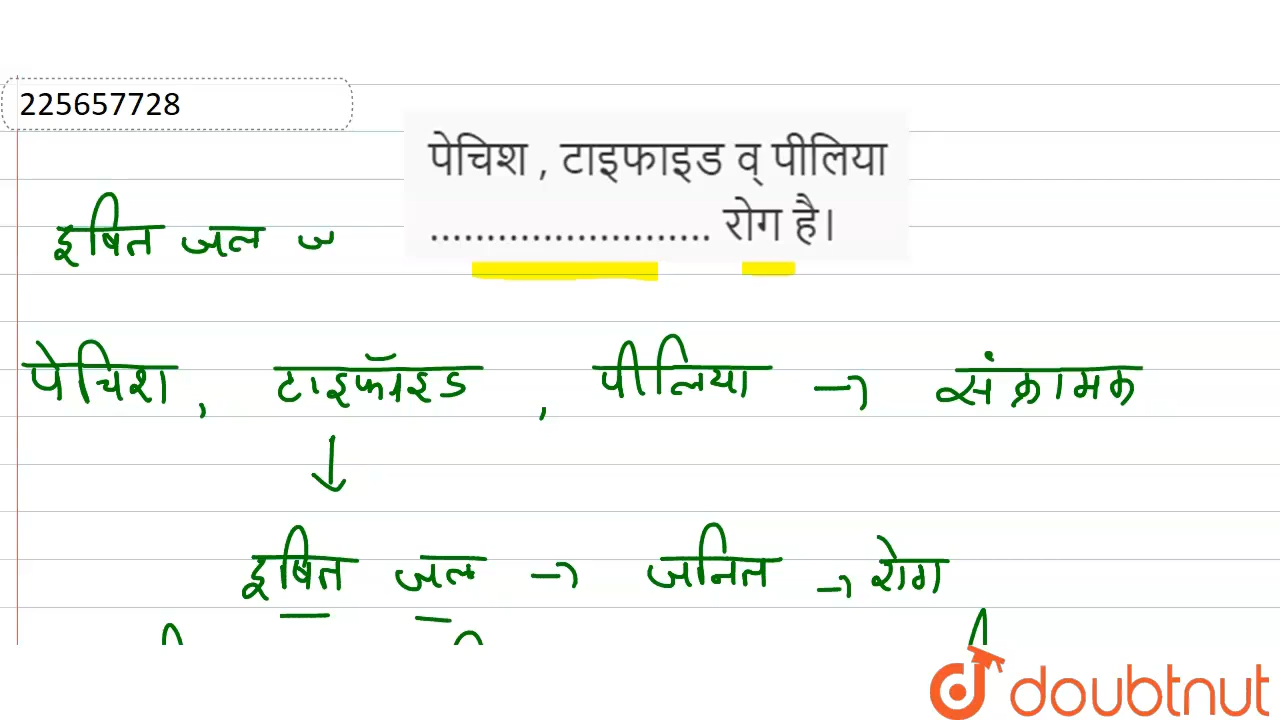 225657728
पेचिश , टाइफाइड व् पीलिया
.......................... रोग है।
दूषित जल ज
पेचिश, टाइफॉइड, पीलिया → संक्रामक
↓
दूषित जल → जनित → रोग
doubtnut